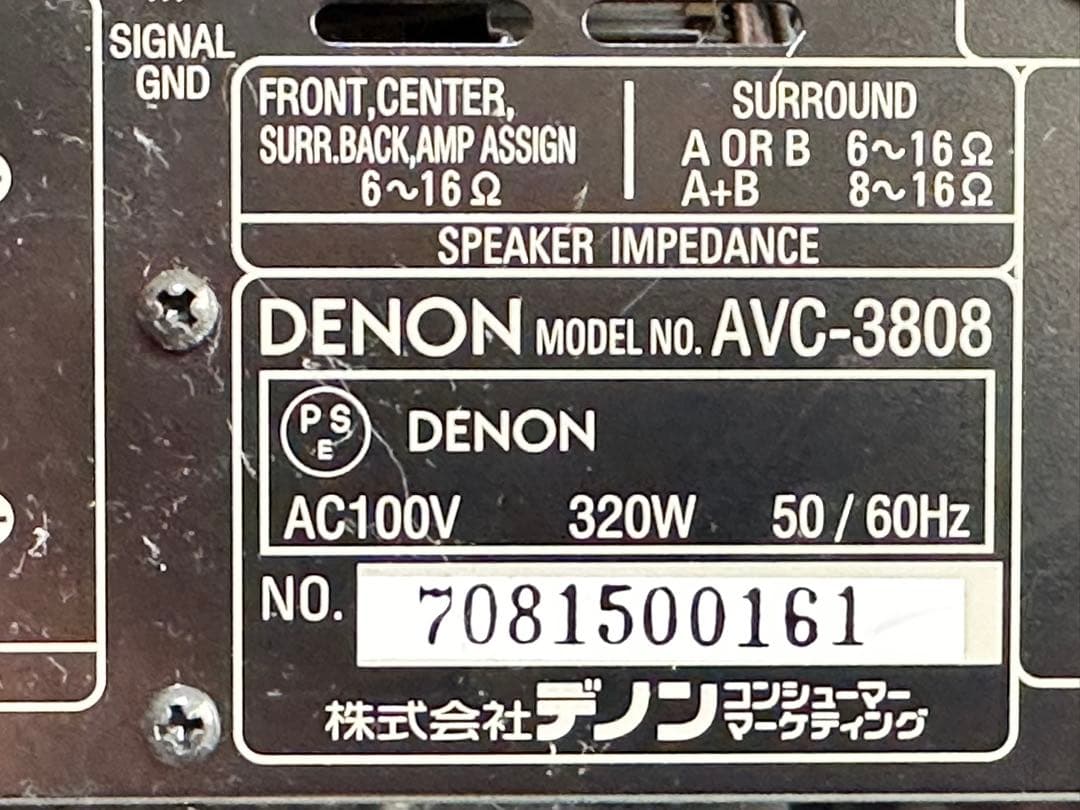 SIGNAL
GND
FRONT,CENTER,
SURR.BACK,AMP ASSIGN
6～16Ω
SURROUND
A OR B 6～16Ω
A+B 8～16Ω
SPEAKER IMPEDANCE
DENON MODEL NO. AVC-3808
PSE DENON
AC100V 320W 50/60Hz
NO. 7081500161
株式会社デノン コンシューマー
マーケティング